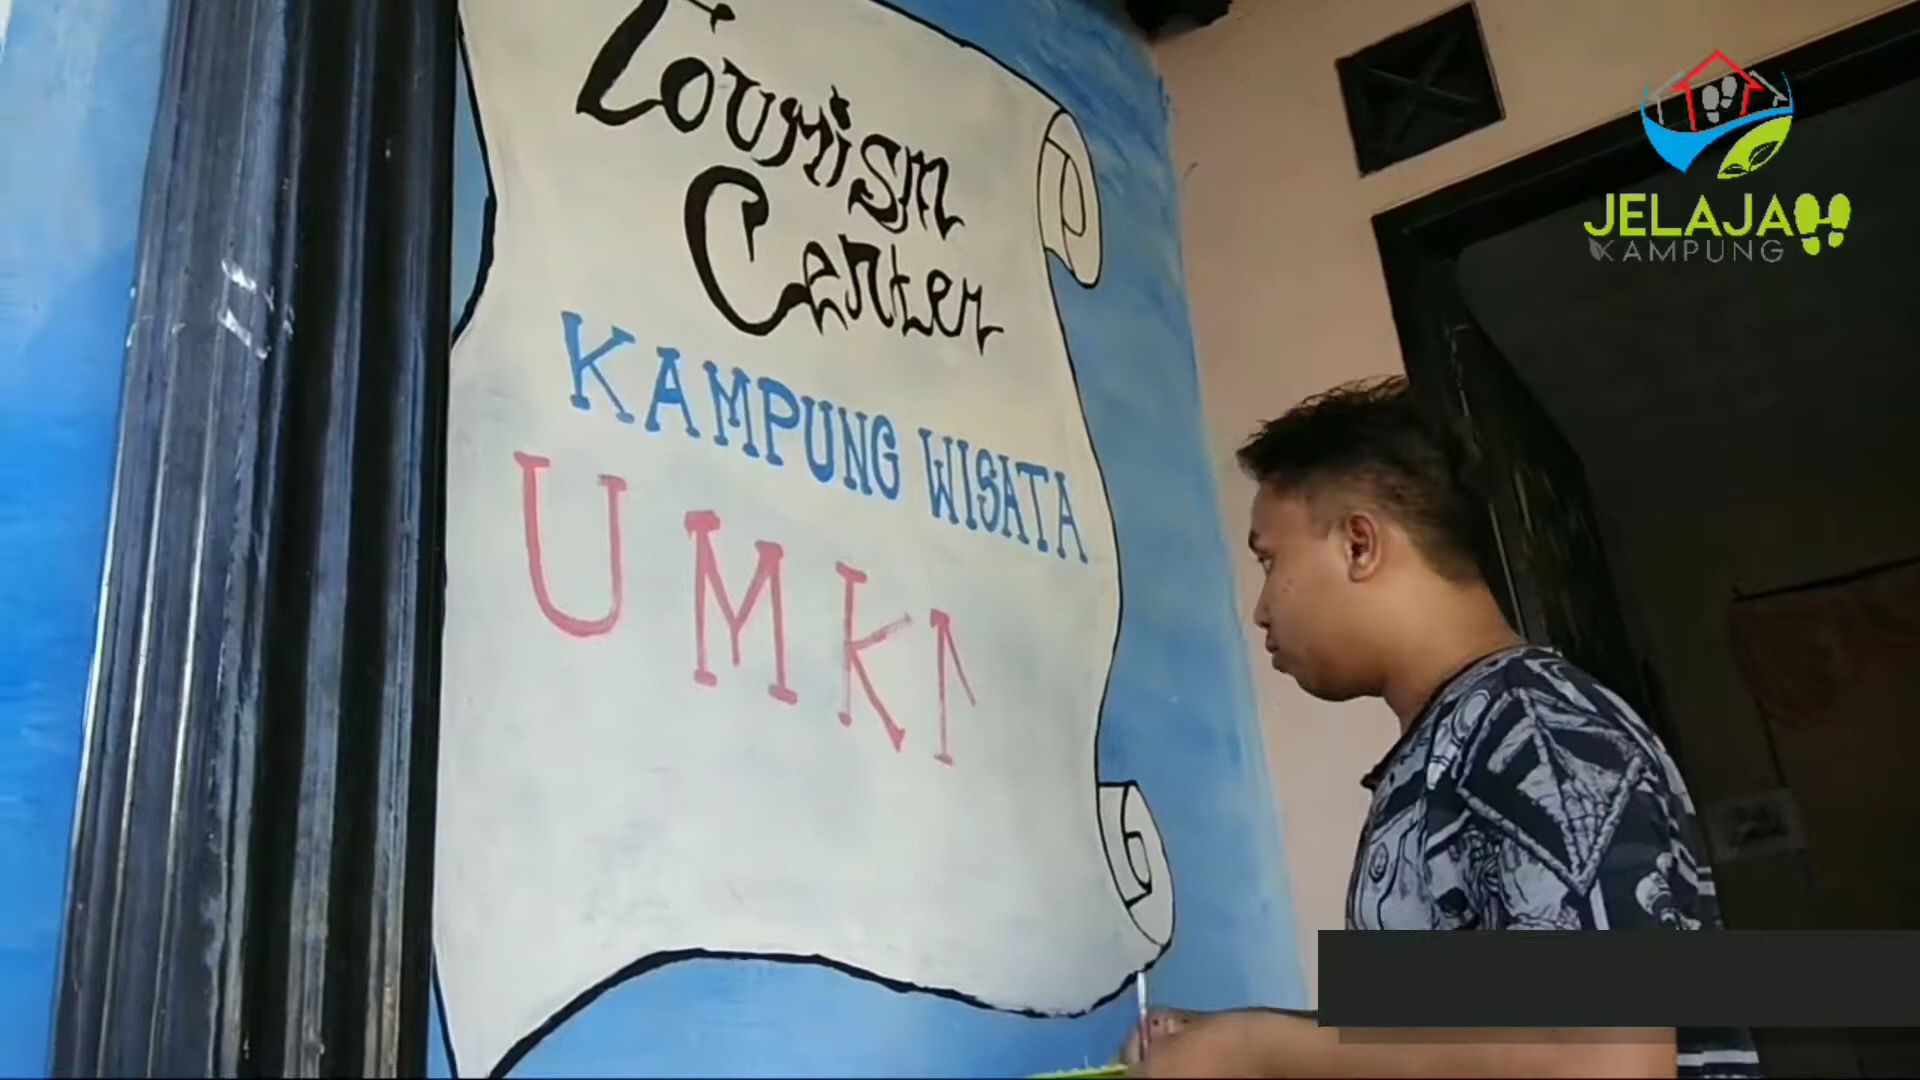 Tourism
Center
KAMPUNG WISATA
UMK
JELAJAH
KAMPUNG